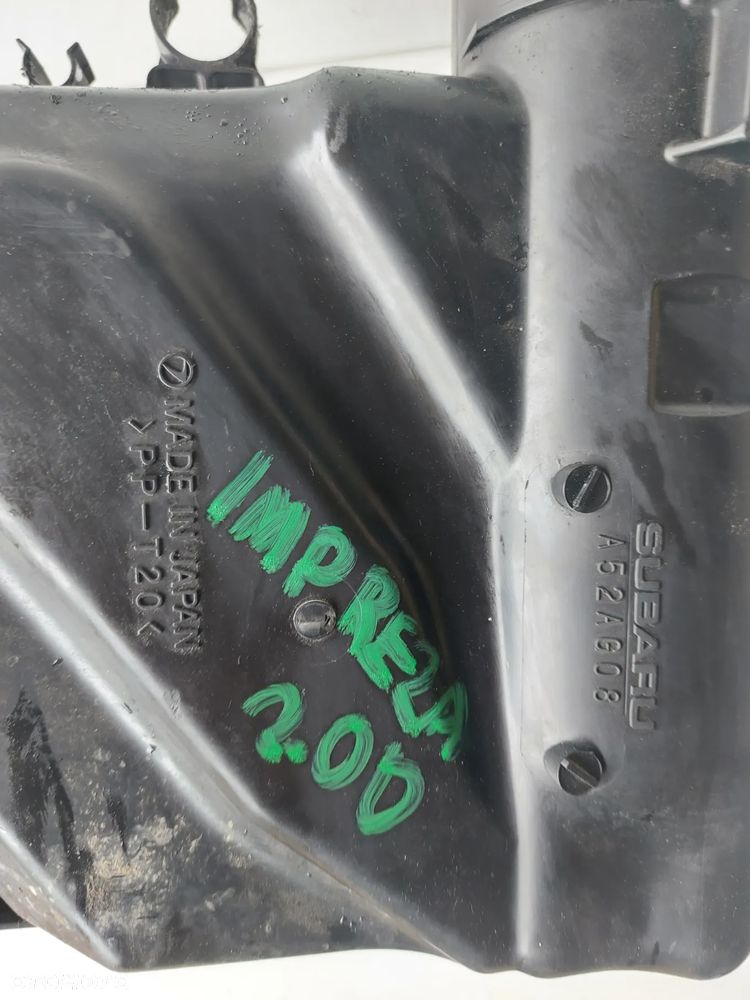 MADE IN JAPAN
>PP-T20<
IMPREZA
2.0D
SUBARU
A52AG08